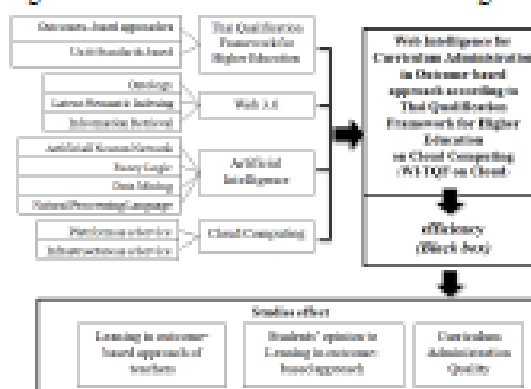 Outcomes-based approaches
Unit Standards-based
Thai Qualification
Framework for
Higher Education
Ontology
Latent Semantic Indexing
Information Retrieval
Web 3.0
Artificial Neuron Network
Fuzzy Logic
Data Mining
Natural Processing Language
Artificial
Intelligence
Platform as a Service
Infrastructure as a Service
Cloud Computing
Web Intelligence for
Curriculum Administration
in Outcome-based
approach according to
Thai Qualification
Framework for Higher
Education
on Cloud Computing
/WI-TQF on Cloud/
efficiency
(Black box)
Studies effect
Learning in outcome-
based approach of
teachers
Students' opinion to
Learning in outcome-
based approach
Curriculum
Administration
Quality